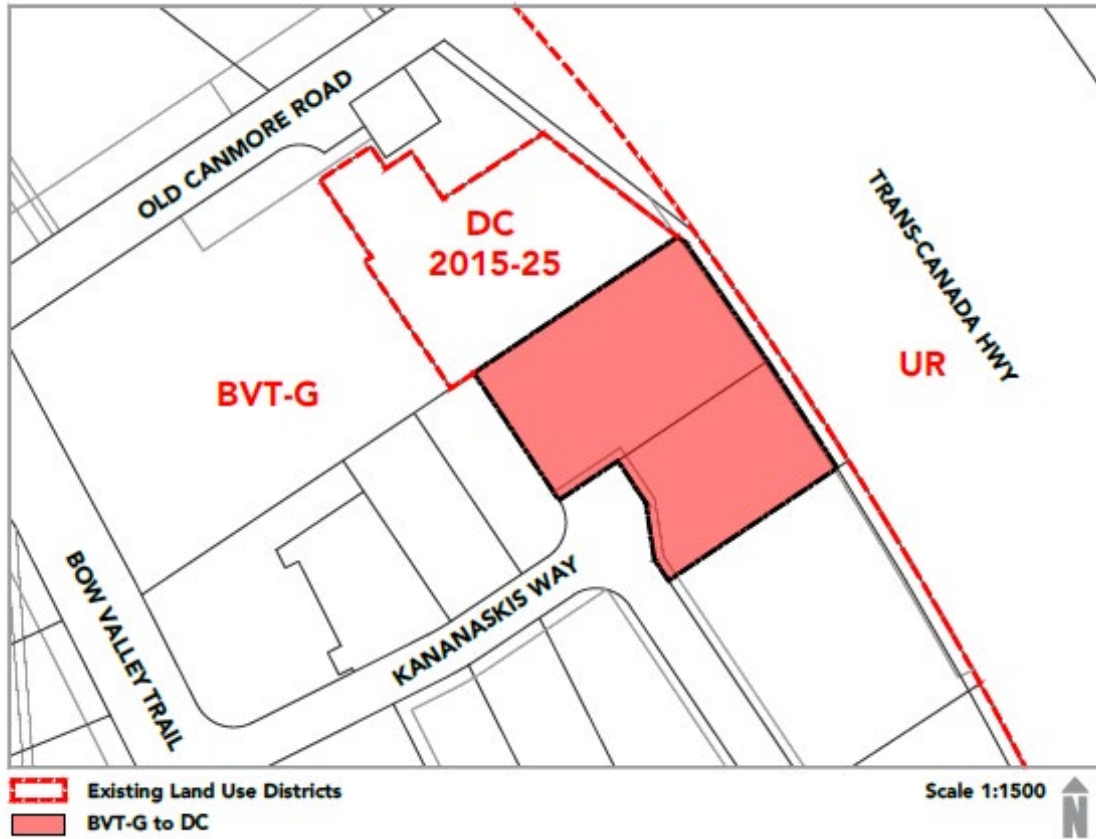 OLD CANMORE ROAD
DC
2015-25
TRANS-CANADA HWY
UR
BVT-G
BOW VALLEY TRAIL
KANANASKIS WAY
Existing Land Use Districts
Scale 1:1500
BVT-G to DC
N